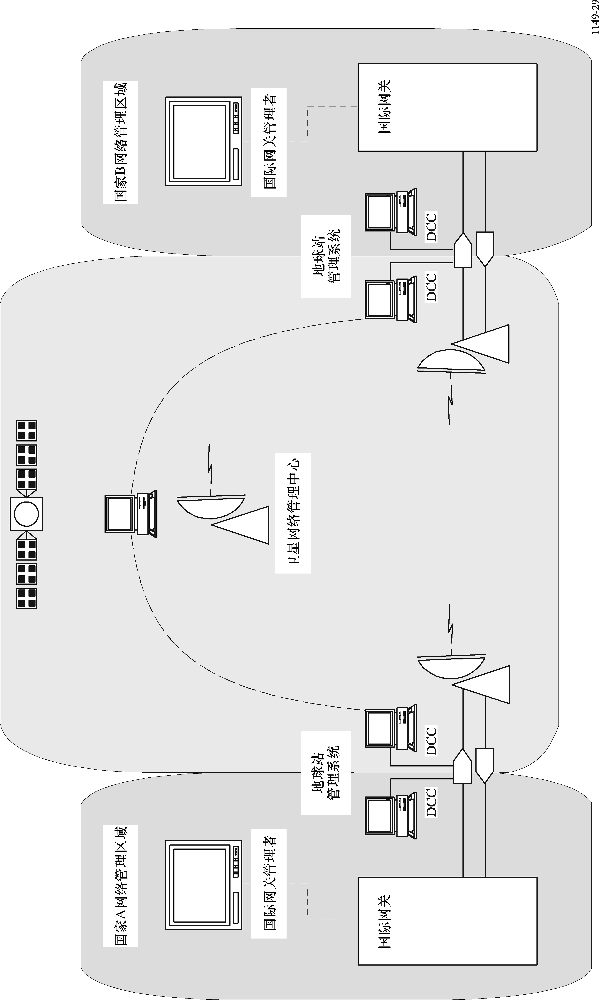 国家A网络管理区域
国际网关管理者
国际网关
地球站
管理系统
DCC
DCC
卫星网络管理中心
地球站
管理系统
DCC
DCC
国家B网络管理区域
国际网关管理者
国际网关
1149-29